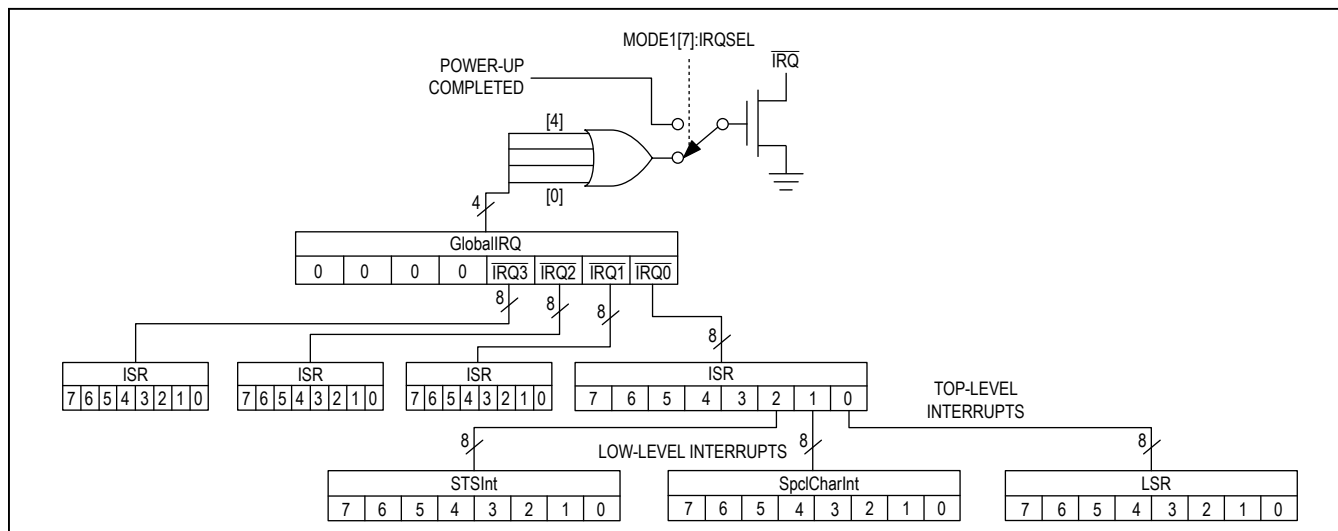 MODE1[7]:IRQSEL
IRQ
POWER-UP
COMPLETED
[4]
[0]
4
GlobalIRQ
0 0 0 0 IRQ3 IRQ2 IRQ1 IRQ0
8 8 8 8
ISR ISR ISR ISR
7 6 5 4 3 2 1 0 7 6 5 4 3 2 1 0 7 6 5 4 3 2 1 0 7 6 5 4 3 2 1 0
TOP-LEVEL
INTERRUPTS
8 LOW-LEVEL INTERRUPTS 8 8
STSInt SpclCharInt LSR
7 6 5 4 3 2 1 0 7 6 5 4 3 2 1 0 7 6 5 4 3 2 1 0